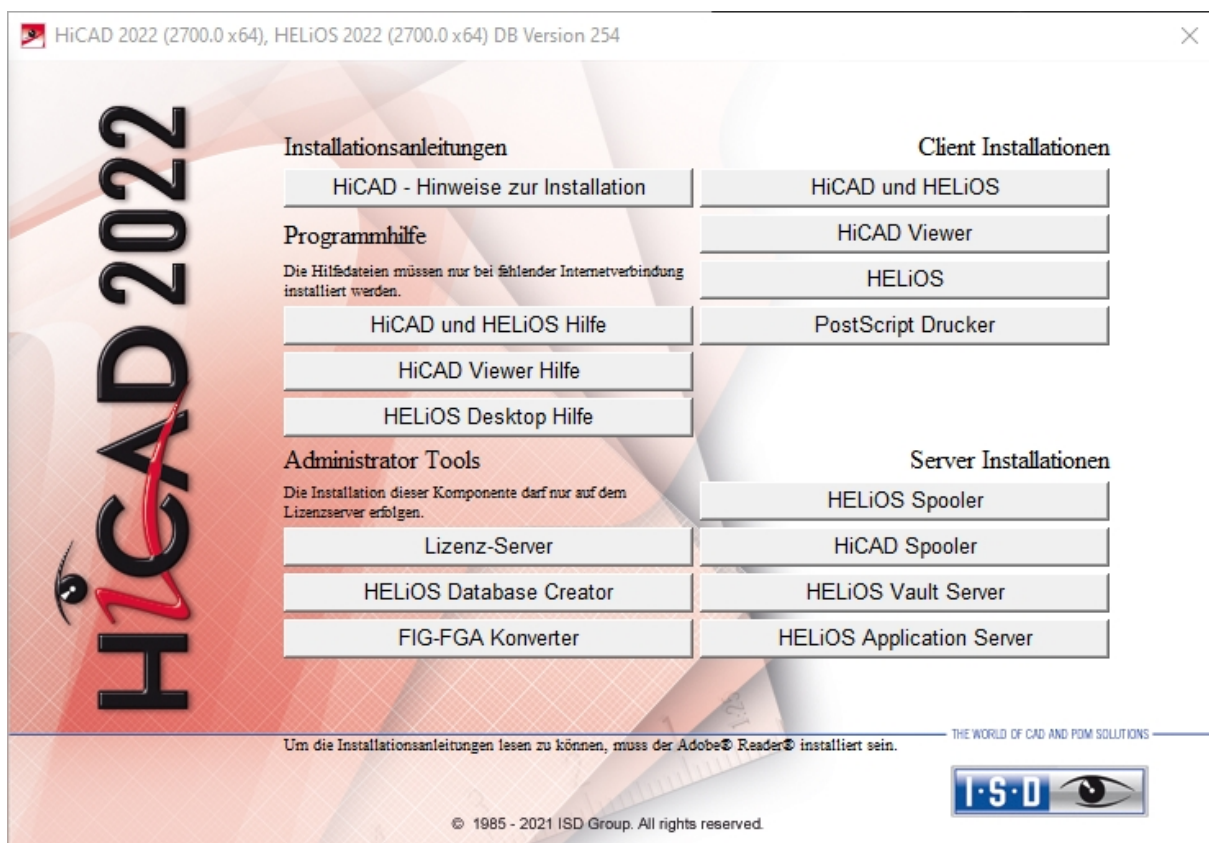 HiCAD 2022 (2700.0 x64), HELiOS 2022 (2700.0 x64) DB Version 254
HiCAD 2022
Installationsanleitungen
HiCAD - Hinweise zur Installation
Programmhilfe
Die Hilfedateien müssen nur bei fehlender Internetverbindung
installiert werden.
HiCAD und HELiOS Hilfe
HiCAD Viewer Hilfe
HELiOS Desktop Hilfe
Administrator Tools
Die Installation dieser Komponente darf nur auf dem
Lizenzserver erfolgen.
Lizenz-Server
HELiOS Database Creator
FIG-FGA Konverter
Client Installationen
HiCAD und HELiOS
HiCAD Viewer
HELiOS
PostScript Drucker
Server Installationen
HELiOS Spooler
HiCAD Spooler
HELiOS Vault Server
HELiOS Application Server
1:25
Um die Installationsanleitungen lesen zu können, muss der Adobe® Reader® installiert sein.
THE WORLD OF CAD AND PDM SOLUTIONS
I·S·D
© 1985 - 2021 ISD Group. All rights reserved.